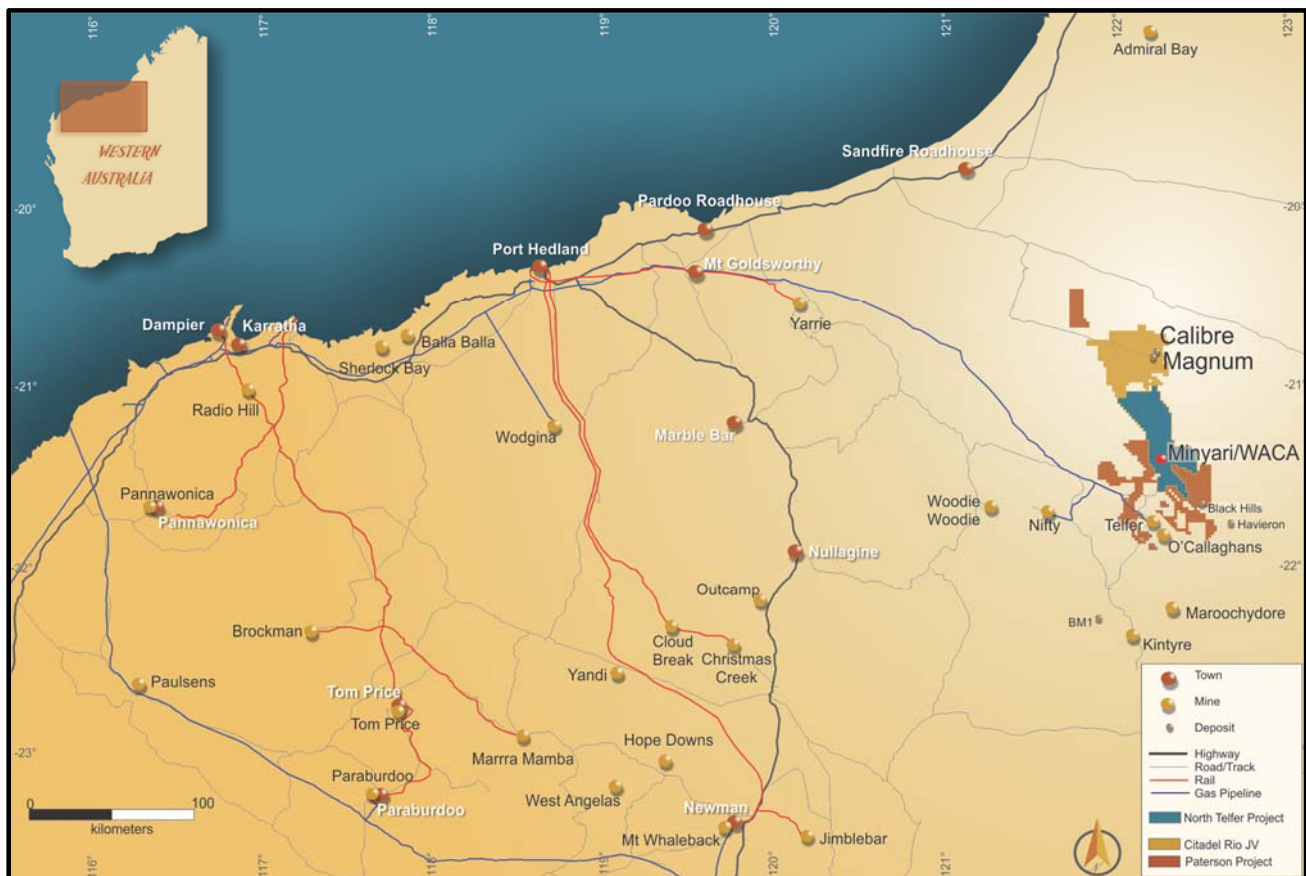 116°
117°
118°
119°
120°
121°
122°
123°
Admiral Bay
WESTERN
AUSTRALIA
Sandfire Roadhouse
-20°
-20°
Pardoo Roadhouse
Port Hedland
Mt Goldsworthy
Yarrie
Dampier
Karratha
Balla Balla
Sherlock Bay
Calibre
Magnum
-21°
-21°
Radio Hill
Wodgina
Marble Bar
Minyari/WACA
Pannawonica
Pannawonica
Woodie
Woodie
Nifty
Telfer
Black Hills
Havieron
O'Callaghans
Nullagine
-22°
-22°
Outcamp
BM1
Maroochydore
Kintyre
Brockman
Cloud
Break
Christmas
Creek
Yandi
Paulsens
Tom Price
Tom Price
Marrra Mamba
Hope Downs
-23°
Paraburdoo
Paraburdoo
West Angelas
Newman
Mt Whaleback
Jimblebar
0
100
kilometers
Town
Mine
Deposit
Highway
Road/Track
Rail
Gas Pipeline
North Telfer Project
Citadel Rio JV
Paterson Project
116°
117°
118°
119°
120°
121°